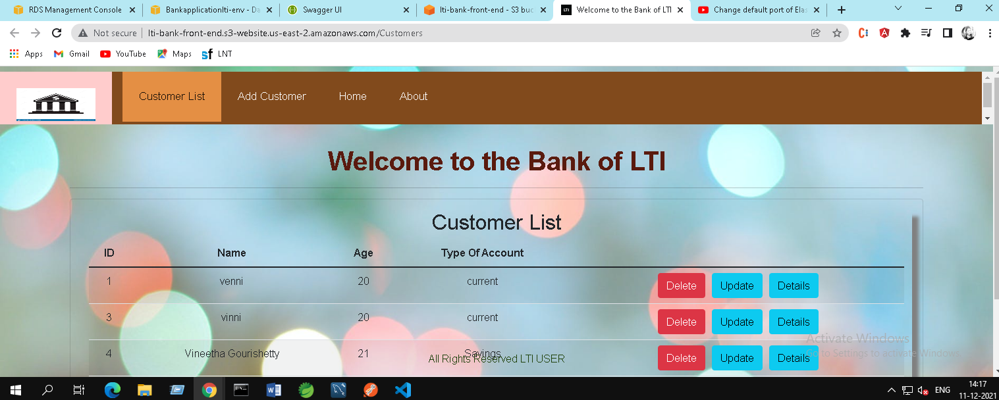 RDS Management Console
Bankapplicationlti-env - Da
Swagger UI
lti-bank-front-end - S3 buc
LTI
Welcome to the Bank of LTI
Change default port of Elas
Not secure
lti-bank-front-end.s3-website.us-east-2.amazonaws.com/Customers
Apps
Gmail
YouTube
Maps
sf LNT
Customer List
Add Customer
Home
About
Welcome to the Bank of LTI
Customer List
ID Name Age Type Of Account
1 venni 20 current Delete Update Details
3 vinni 20 current Delete Update Details
4 Vineetha Gourishetty 21 Savings Delete Update Details
All Rights Reserved LTI USER
Activate Windows
Go to Settings to activate Windows.
ENG
14:17
11-12-2021